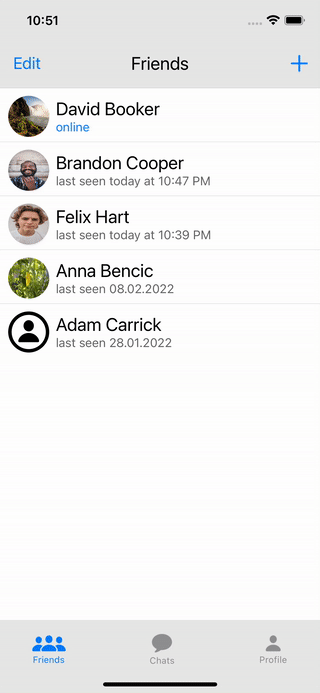 10:51
Edit Friends +
David Booker
online
Brandon Cooper
last seen today at 10:47 PM
Felix Hart
last seen today at 10:39 PM
Anna Bencic
last seen 08.02.2022
Adam Carrick
last seen 28.01.2022
Friends Chats Profile